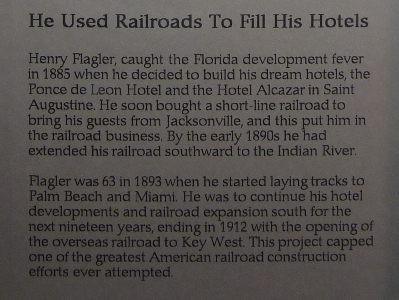 He Used Railroads To Fill His Hotels
Henry Flagler, caught the Florida development fever
in 1885 when he decided to build his dream hotels, the
Ponce de Leon Hotel and the Hotel Alcazar in Saint
Augustine. He soon bought a short-line railroad to
bring his guests from Jacksonville, and this put him in
the railroad business. By the early 1890s he had
extended his railroad southward to the Indian River.
Flagler was 63 in 1893 when he started laying tracks to
Palm Beach and Miami. He was to continue his hotel
developments and railroad expansion south for the
next nineteen years, ending in 1912 with the opening of
the overseas railroad to Key West. This project capped
one of the greatest American railroad construction
efforts ever attempted.